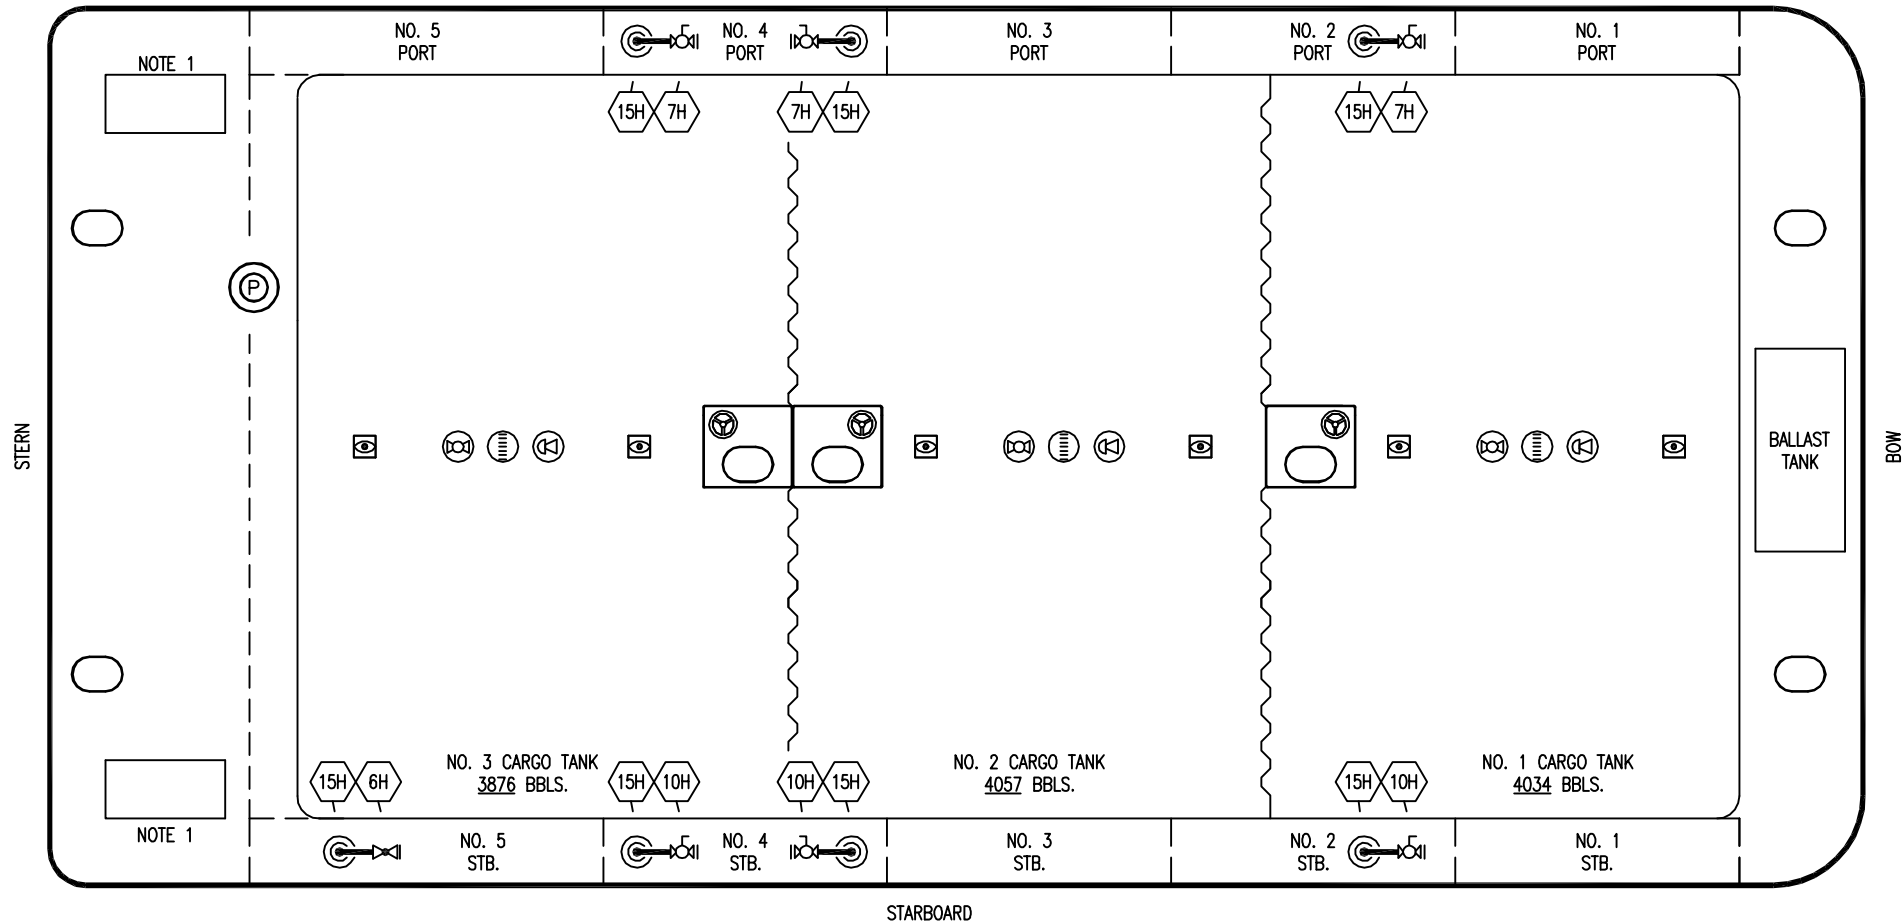 NO. 5
PORT
NO. 4
PORT
NO. 3
PORT
NO. 2
PORT
NO. 1
PORT
NOTE 1
15H 7H
7H 15H
15H 7H
P
STERN
BALLAST
TANK
BOW
NO. 3 CARGO TANK
3876 BBLS.
NO. 2 CARGO TANK
4057 BBLS.
NO. 1 CARGO TANK
4034 BBLS.
15H 6H
15H 10H
10H 15H
15H 10H
NOTE 1
NO. 5
STB.
NO. 4
STB.
NO. 3
STB.
NO. 2
STB.
NO. 1
STB.
STARBOARD